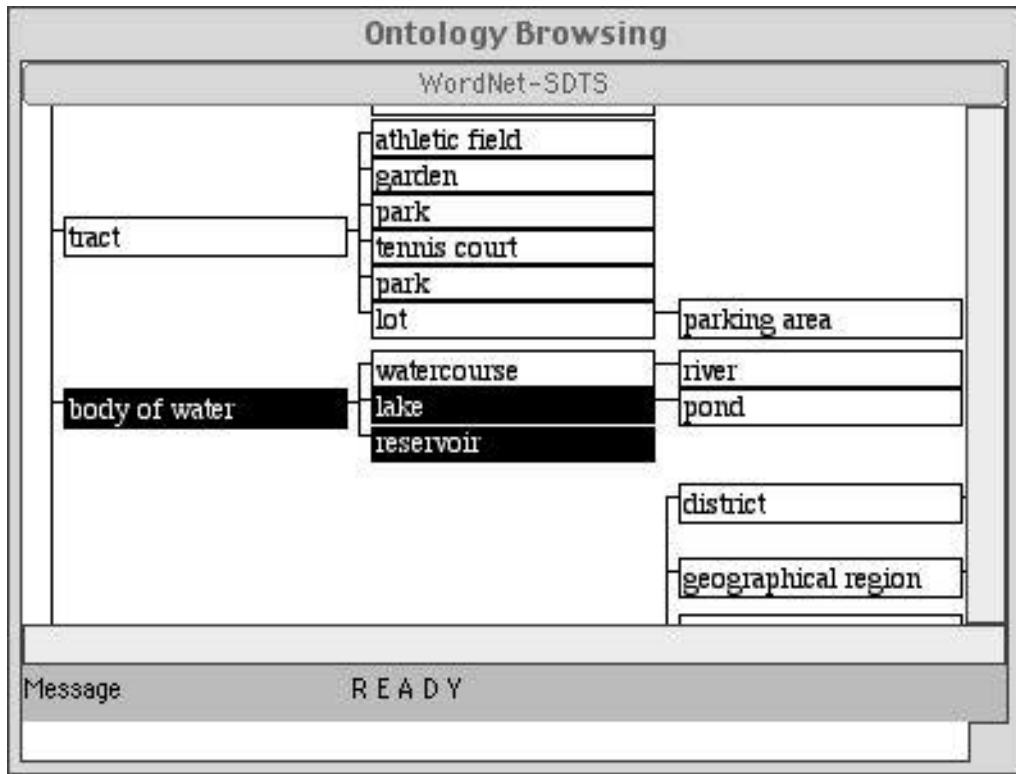 Ontology Browsing
WordNet-SDTS
athletic field
garden
park
tract
tennis court
park
lot
parking area
watercourse
river
body of water
lake
pond
reservoir
district
geographical region
Message
READY